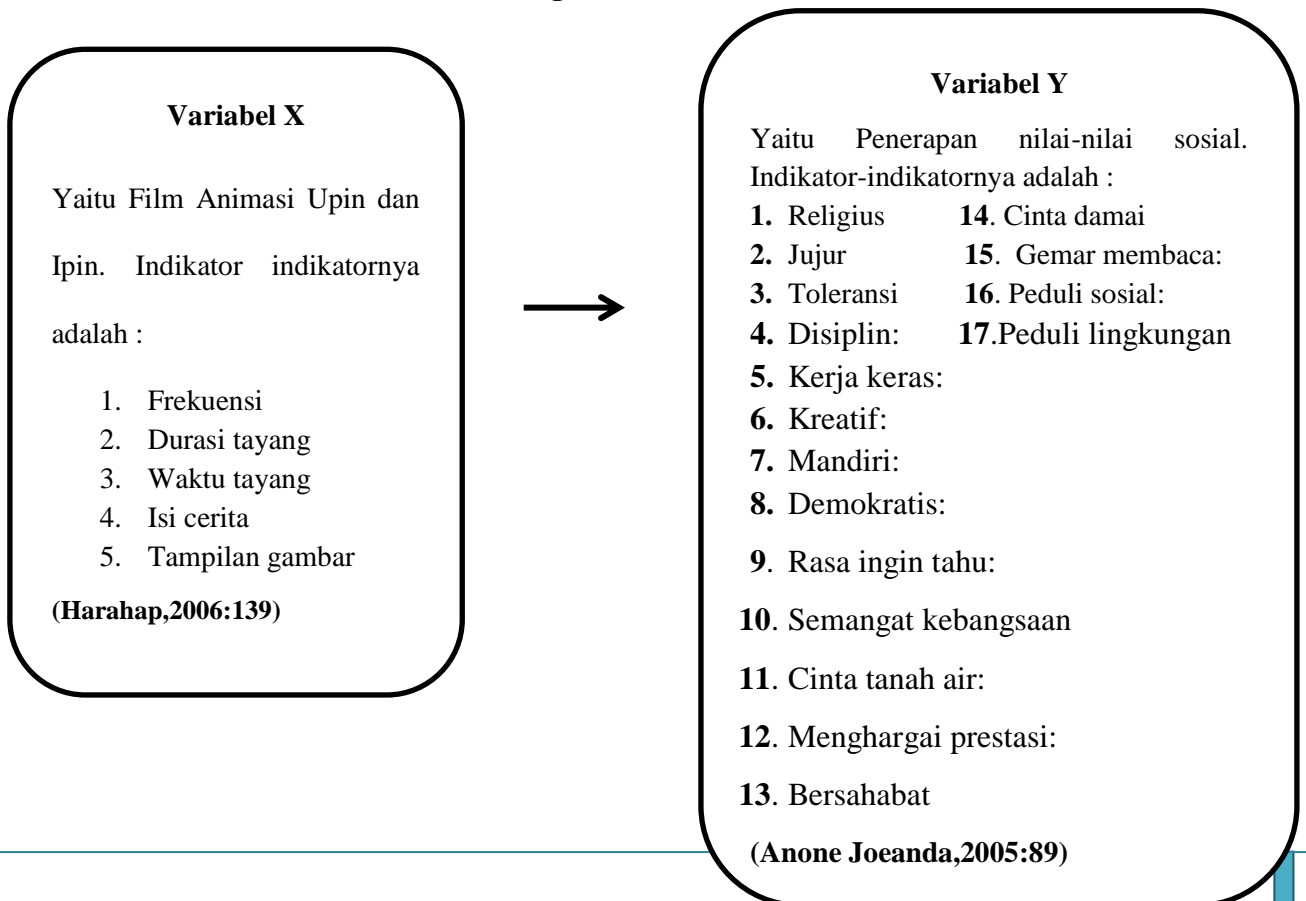 Variabel X
Yaitu Film Animasi Upin dan
Ipin. Indikator indikatornya
adalah :
1. Frekuensi
2. Durasi tayang
3. Waktu tayang
4. Isi cerita
5. Tampilan gambar
(Harahap,2006:139)
Variabel Y
Yaitu Penerapan nilai-nilai sosial.
Indikator-indikatornya adalah :
1. Religius 14. Cinta damai
2. Jujur 15. Gemar membaca:
3. Toleransi 16. Peduli sosial:
4. Disiplin: 17.Peduli lingkungan
5. Kerja keras:
6. Kreatif:
7. Mandiri:
8. Demokratis:
9. Rasa ingin tahu:
10. Semangat kebangsaan
11. Cinta tanah air:
12. Menghargai prestasi:
13. Bersahabat
(Anone Joeanda,2005:89)